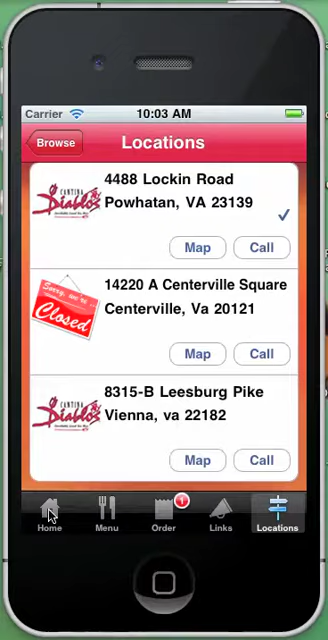 Carrier 10:03 AM
Browse
Locations
CANTINA
Diablos
4488 Lockin Road
Powhatan, VA 23139
Map
Call
Sorry, we're
Closed
14220 A Centerville Square
Centerville, Va 20121
Map
Call
CANTINA
Diablos
8315-B Leesburg Pike
Vienna, va 22182
Map
Call
1
Home
Menu
Order
Links
Locations